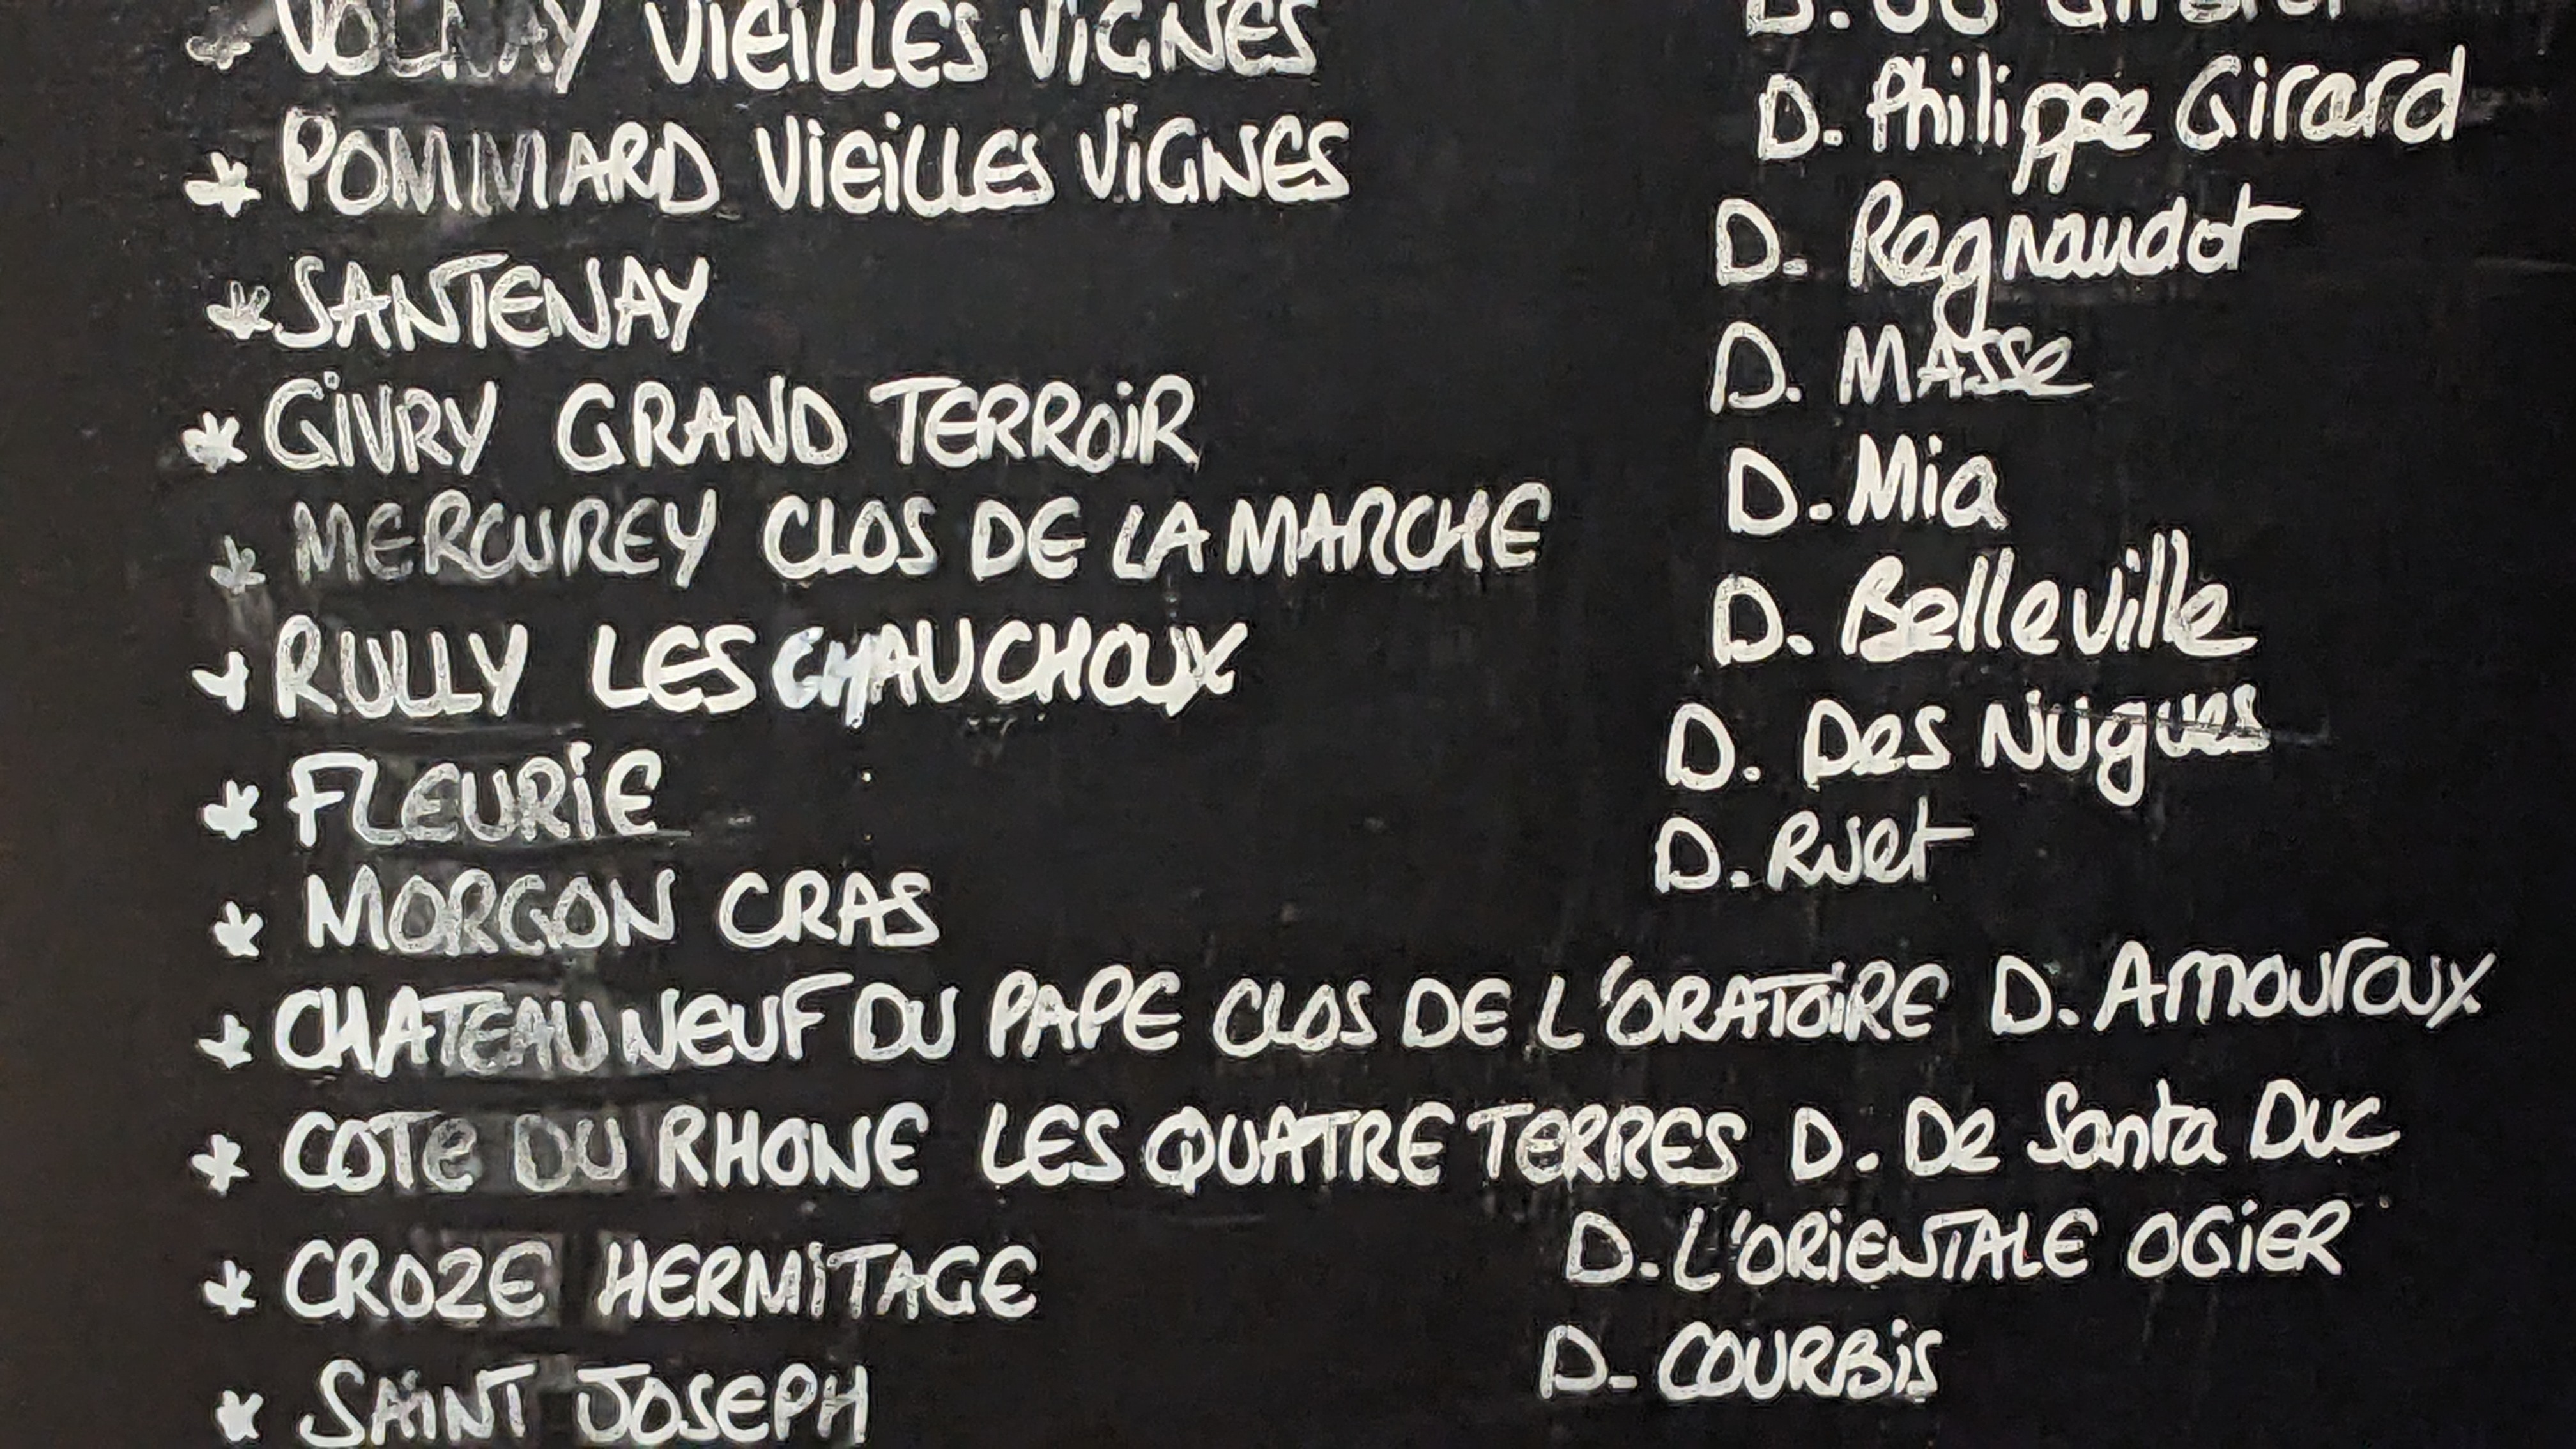 * VOLNAY VIEILLES VIGNES D. Girard
* POMMARD VIEILLES VIGNES D. Philippe Girard
* SANTENAY D. Regnaudot
* GIVRY GRAND TERROIR D. MAsse
* MERCUREY CLOS DE LA MARCHE D. Mia
* RULLY LES CHAUCHOUX D. Belleville
* FLEURIE D. Des Nugues
* MORGON CRAS D. Ruet
* CHATEAUNEUF DU PAPE CLOS DE L'ORATOIRE D. Amouroux
* COTE DU RHONE LES QUATRE TERRES D. De Santa Duc
* CROZE HERMITAGE D. L'ORIENTALE OGIER
* SAINT JOSEPH D. COURBIS